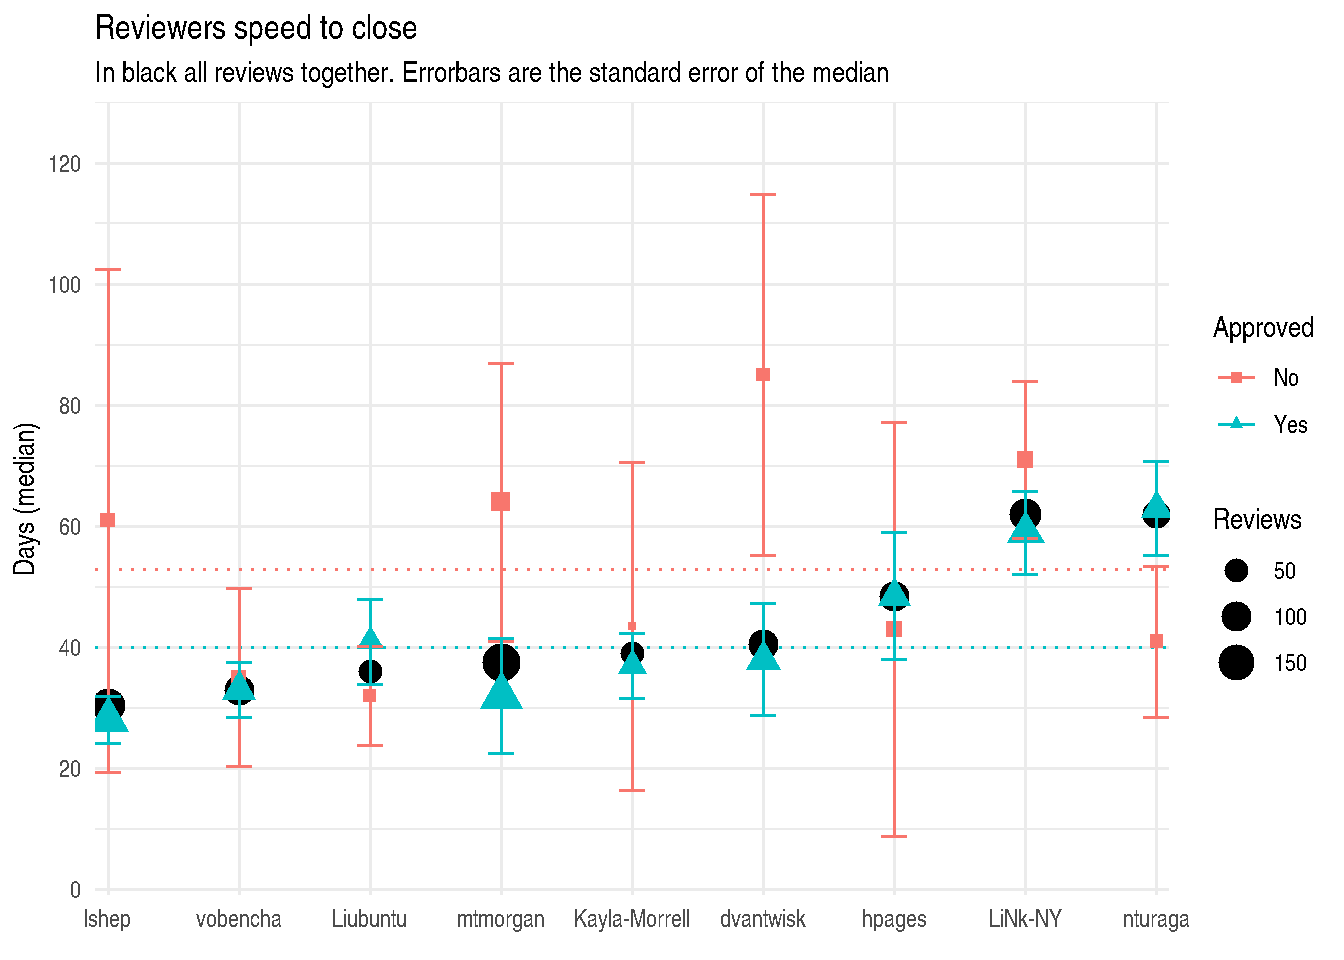 Reviewers speed to close
In black all reviews together. Errorbars are the standard error of the median
Days (median)
120
100
80
60
40
20
0
lshep
vobencha
Liubuntu
mtmorgan
Kayla-Morrell
dvantwisk
hpages
LiNk-NY
nturaga
Approved
No
Yes
Reviews
50
100
150